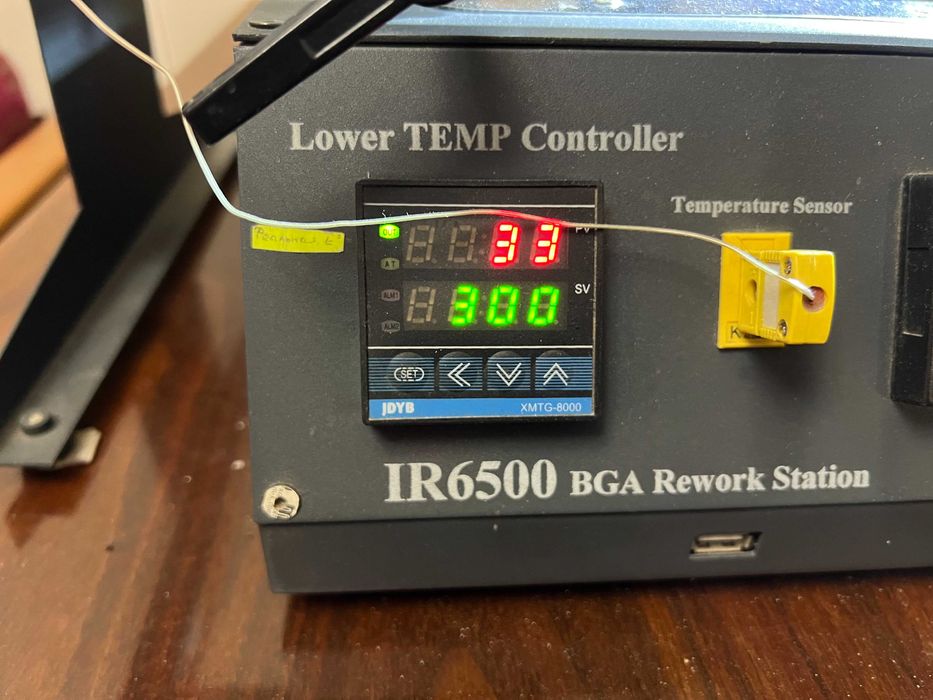 Lower TEMP Controller
Temperature Sensor
OUT
33
PV
AT
ALM1
300
SV
ALM2
K
SET
JDYB
XMTG-8000
IR6500 BGA Rework Station